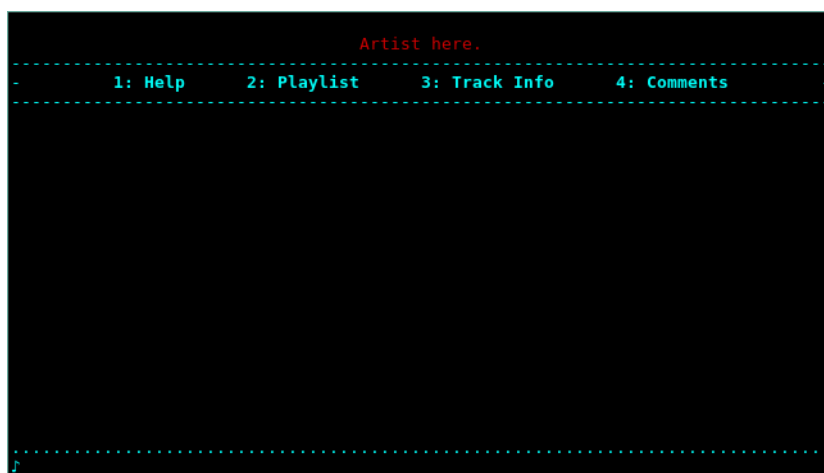 Artist here.
- 1: Help 2: Playlist 3: Track Info 4: Comments -
♪